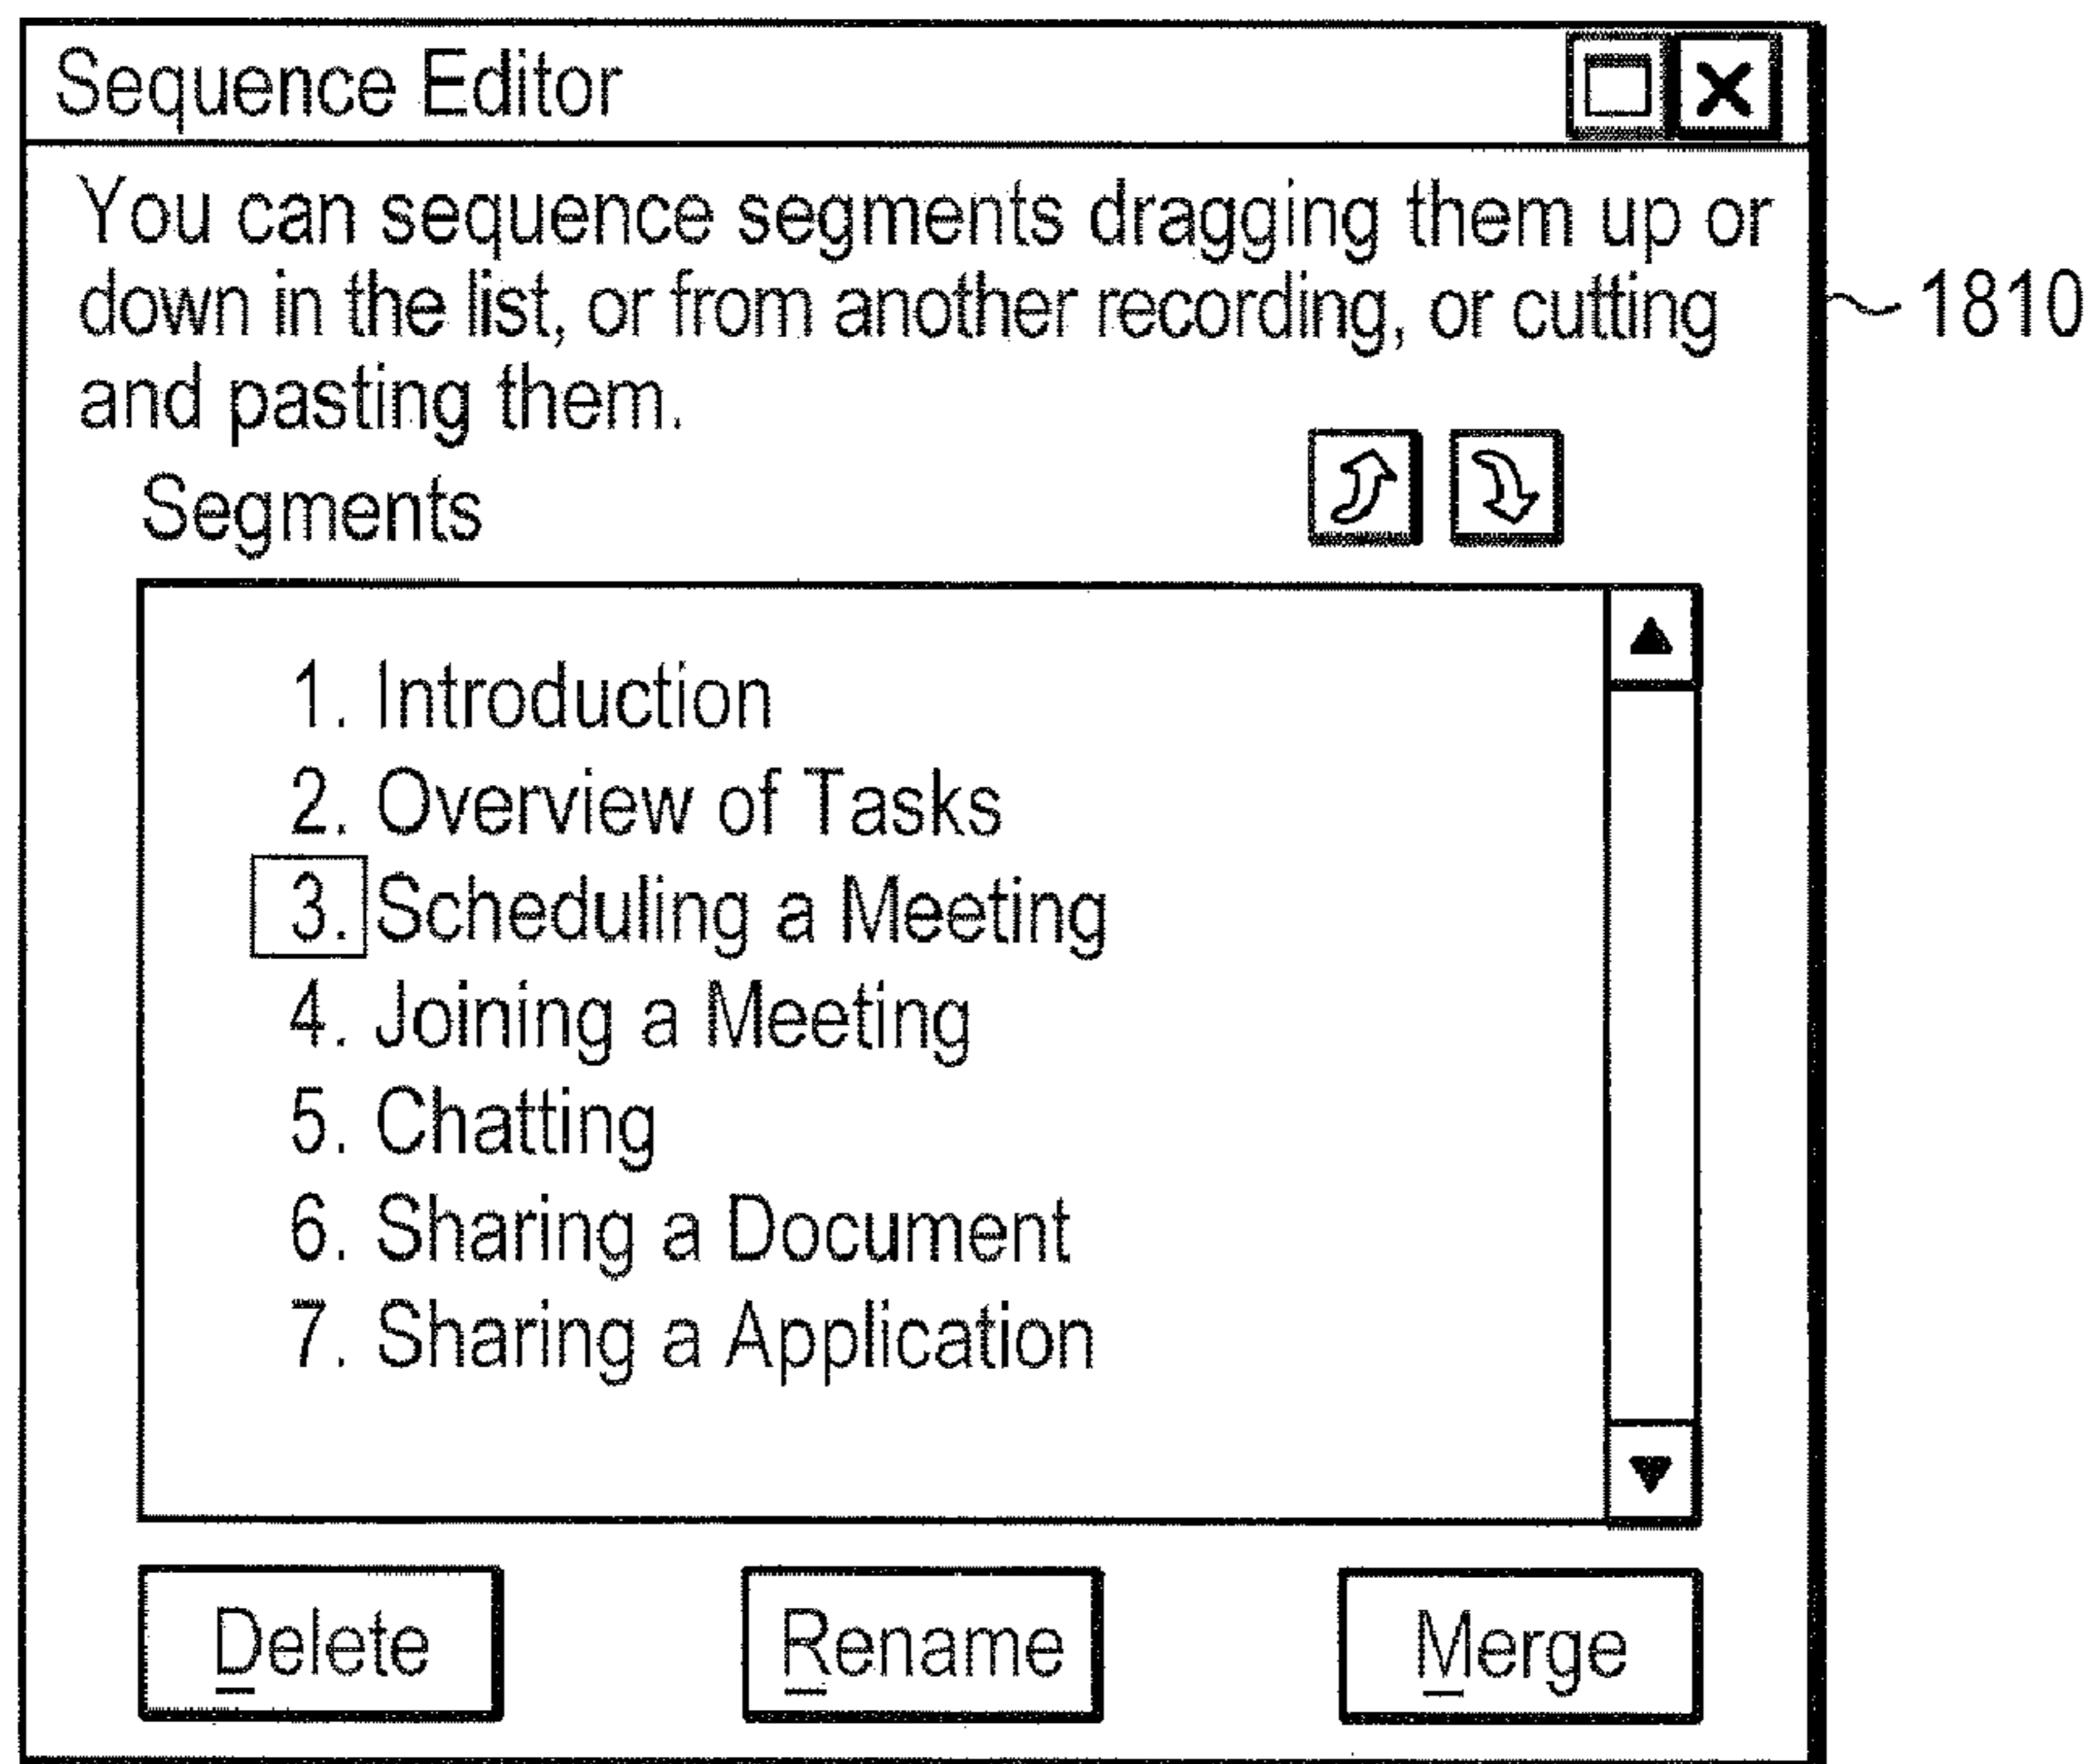 Sequence Editor
You can sequence segments dragging them up or
down in the list, or from another recording, or cutting
and pasting them.
1810
Segments
1. Introduction
2. Overview of Tasks
3. Scheduling a Meeting
4. Joining a Meeting
5. Chatting
6. Sharing a Document
7. Sharing a Application
Delete Rename Merge